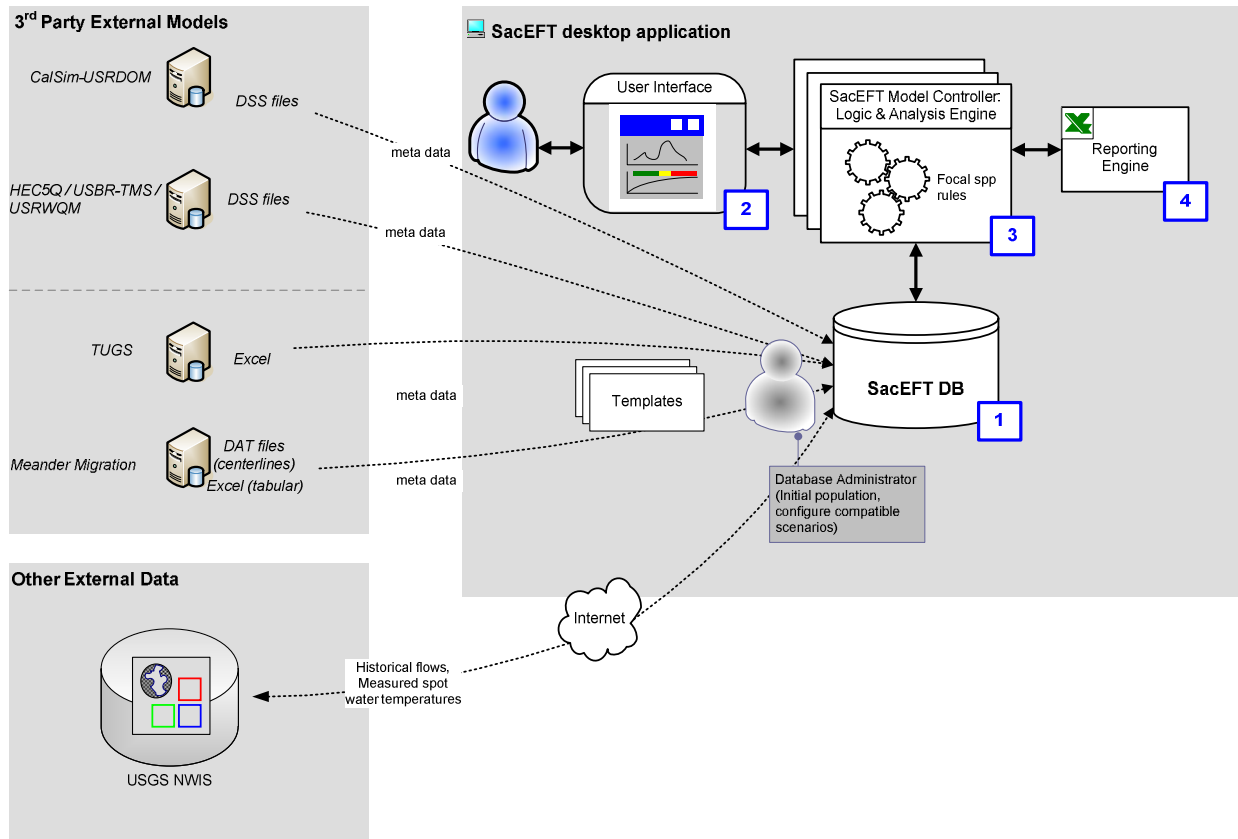 3rd Party External Models
CalSim-USRDOM
DSS files
meta data
HEC5Q / USBR-TMS /
USRWQM
DSS files
meta data
TUGS
Excel
meta data
Meander Migration
DAT files
(centerlines)
Excel (tabular)
meta data
SacEFT desktop application
User Interface
2
SacEFT Model Controller:
Logic & Analysis Engine
Focal spp
rules
3
Reporting
Engine
4
Templates
SacEFT DB
1
Database Administrator
(Initial population,
configure compatible
scenarios)
Other External Data
Internet
Historical flows,
Measured spot
water temperatures
USGS NWIS